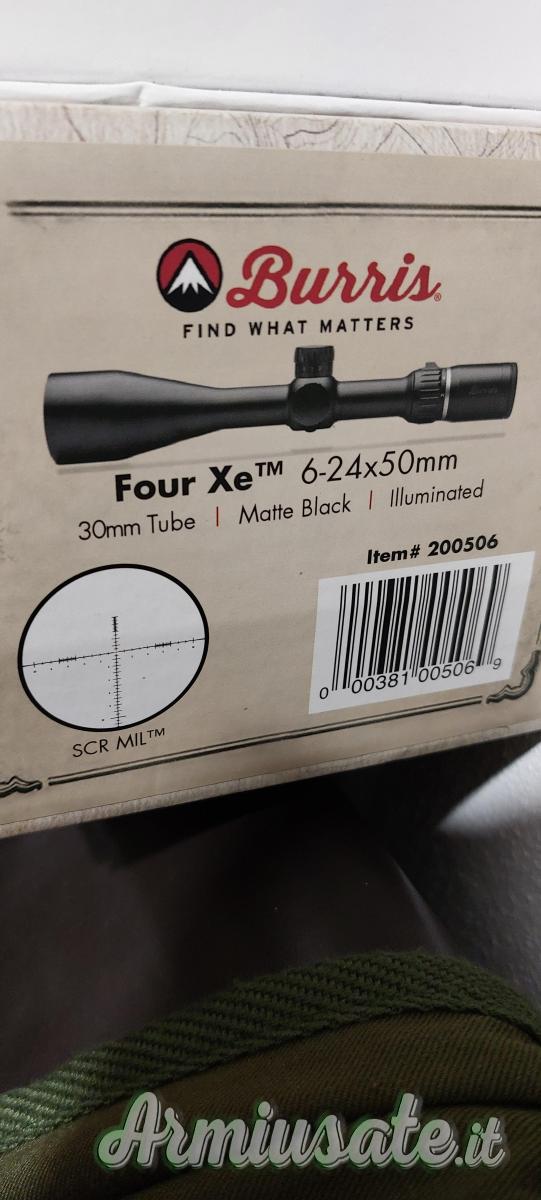 Burris®
FIND WHAT MATTERS
Four Xe™ 6-24x50mm
30mm Tube | Matte Black | Illuminated
Item# 200506
0 00381 00506 9
SCR MIL™
Armiusate.it